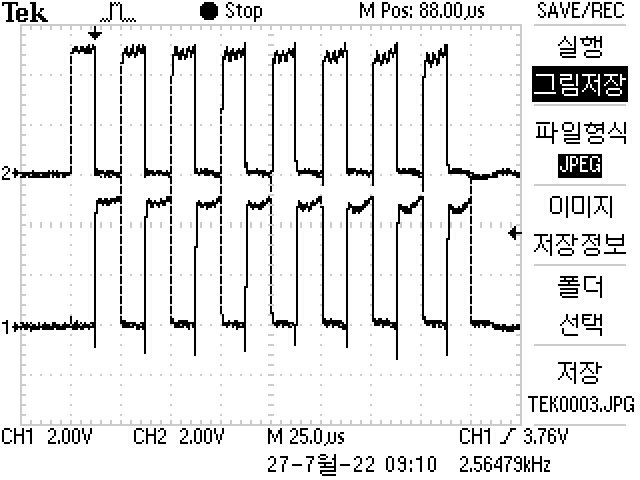 Tek Stop M Pos: 88.00µs SAVE/REC
실행
그림저장
파일형식
JPEG
이미지
저장정보
폴더
선택
저장
TEK0003.JPG
2
1
CH1 2.00V CH2 2.00V M 25.0µs CH1 3.76V
27-7월-22 09:10 2.56479kHz